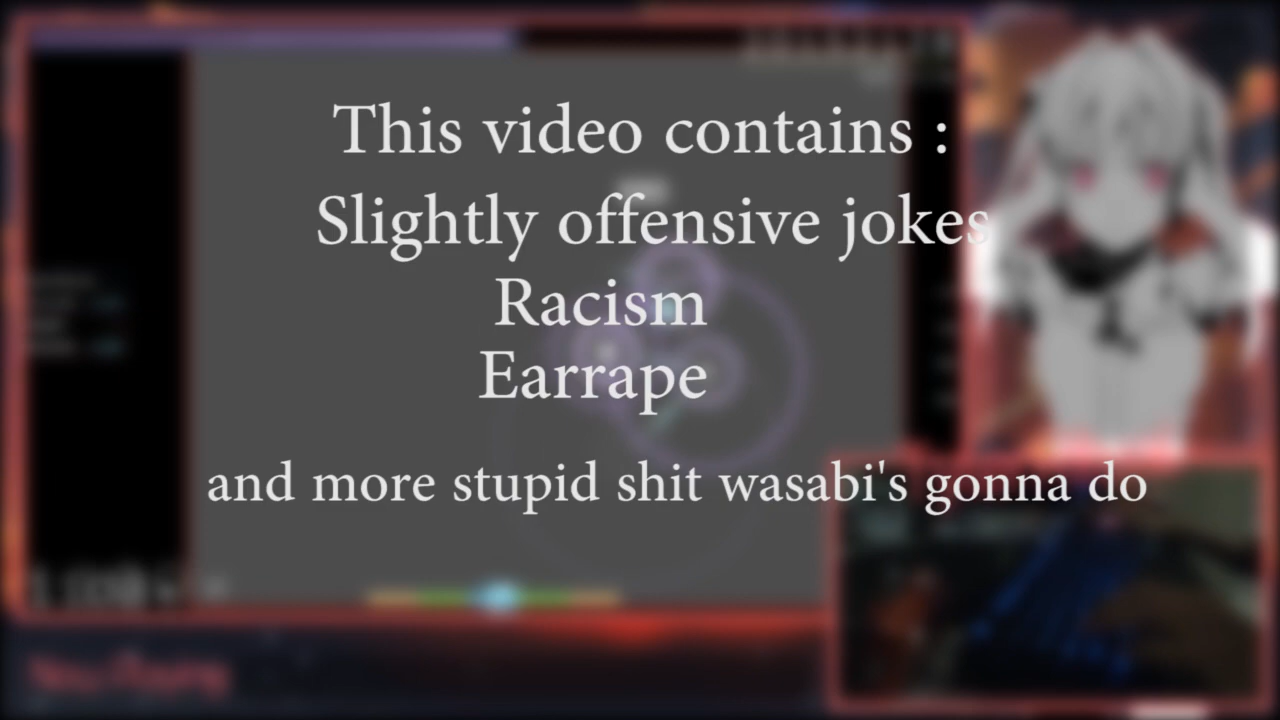 This video contains :
Slightly offensive jokes
Racism
Earrape
and more stupid shit wasabi's gonna do